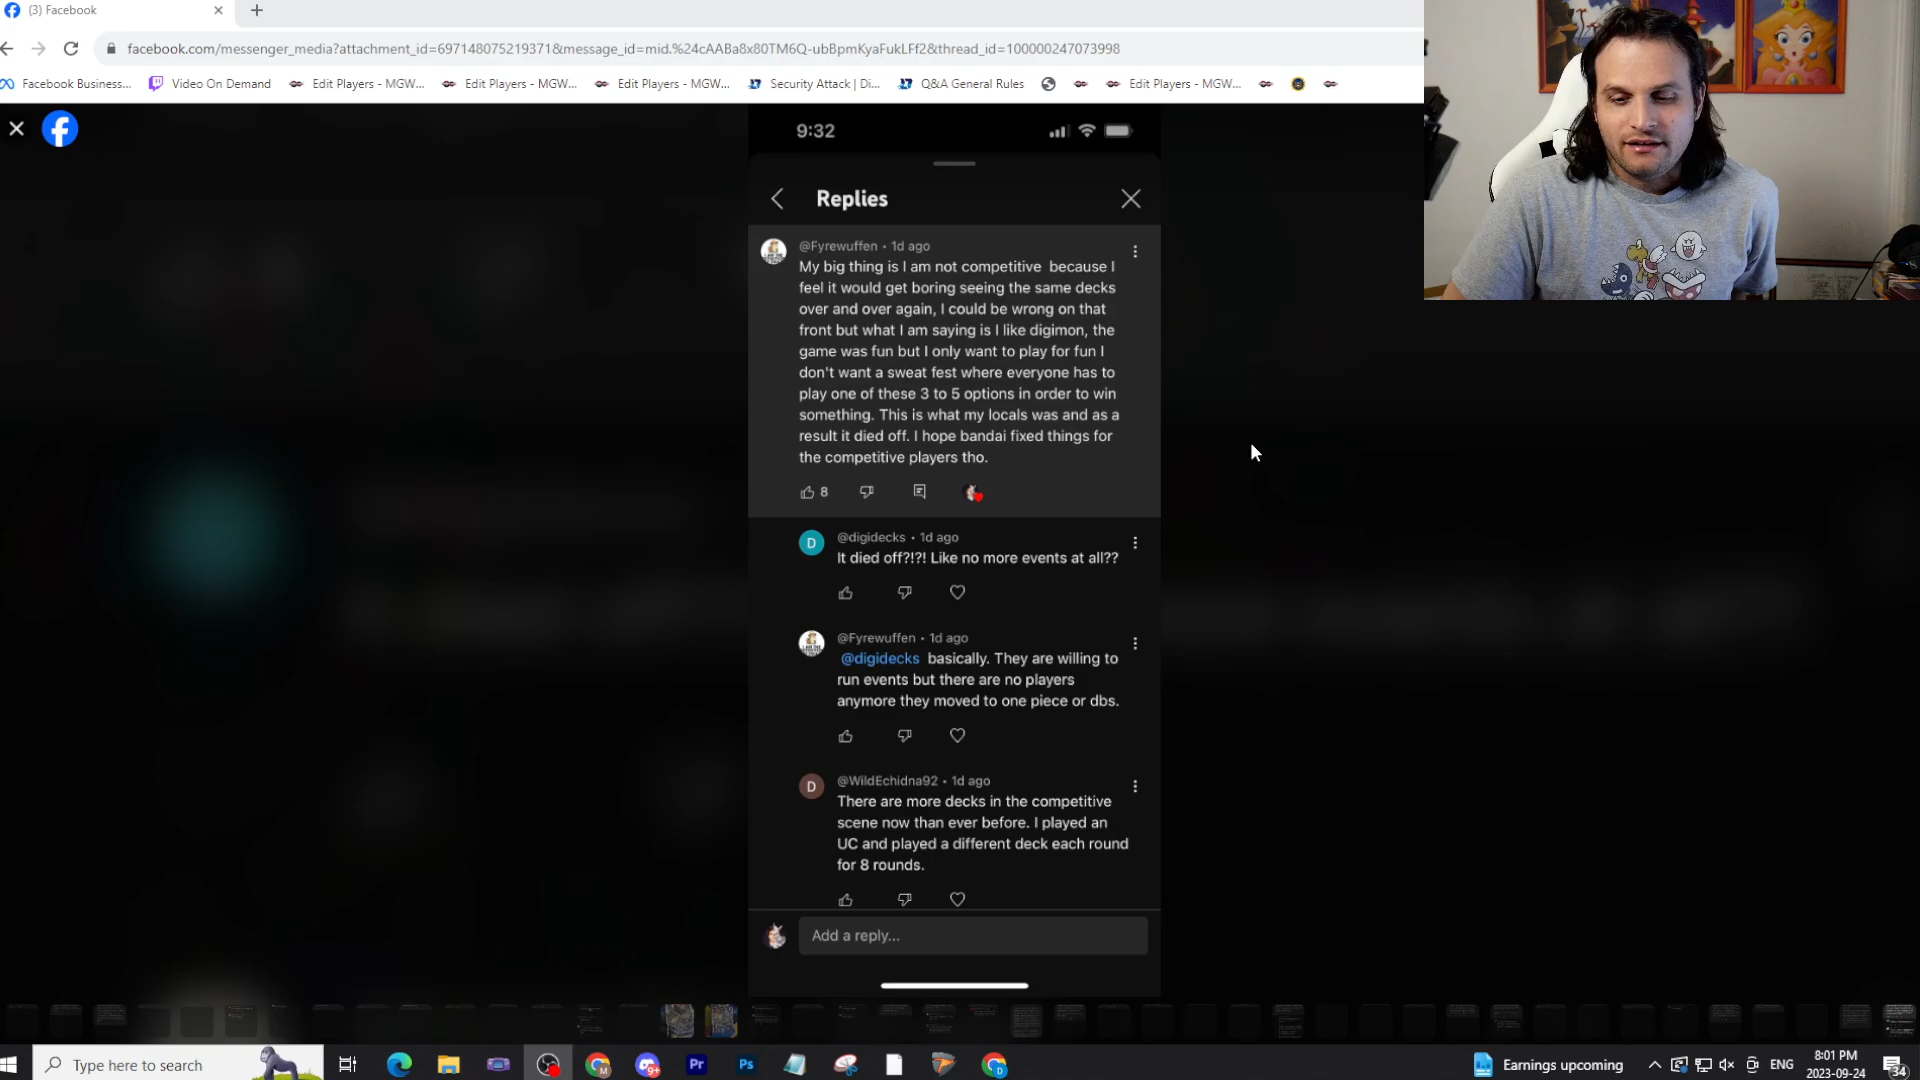 (3) Facebook
facebook.com/messenger_media?attachment_id=697148075219371&message_id=mid.%24cAABa8x80TM6Q-ubBpmKyaFukLFf2&thread_id=100000247073998
Facebook Business... Video On Demand Edit Players - MGW... Edit Players - MGW... Edit Players - MGW... Security Attack | Di... Q&A General Rules Edit Players - MGW...
9:32
Replies
@Fyrewuffen • 1d ago
My big thing is I am not competitive because I
feel it would get boring seeing the same decks
over and over again, I could be wrong on that
front but what I am saying is I like digimon, the
game was fun but I only want to play for fun I
don't want a sweat fest where everyone has to
play one of these 3 to 5 options in order to win
something. This is what my locals was and as a
result it died off. I hope bandai fixed things for
the competitive players tho.
8
D
@digidecks • 1d ago
It died off?!?! Like no more events at all??
@Fyrewuffen • 1d ago
@digidecks basically. They are willing to
run events but there are no players
anymore they moved to one piece or dbs.
D
@WildEchidna92 • 1d ago
There are more decks in the competitive
scene now than ever before. I played an
UC and played a different deck each round
for 8 rounds.
Add a reply...
Type here to search
Pr
Ps
Earnings upcoming
ENG
8:01 PM
2023-09-24
34